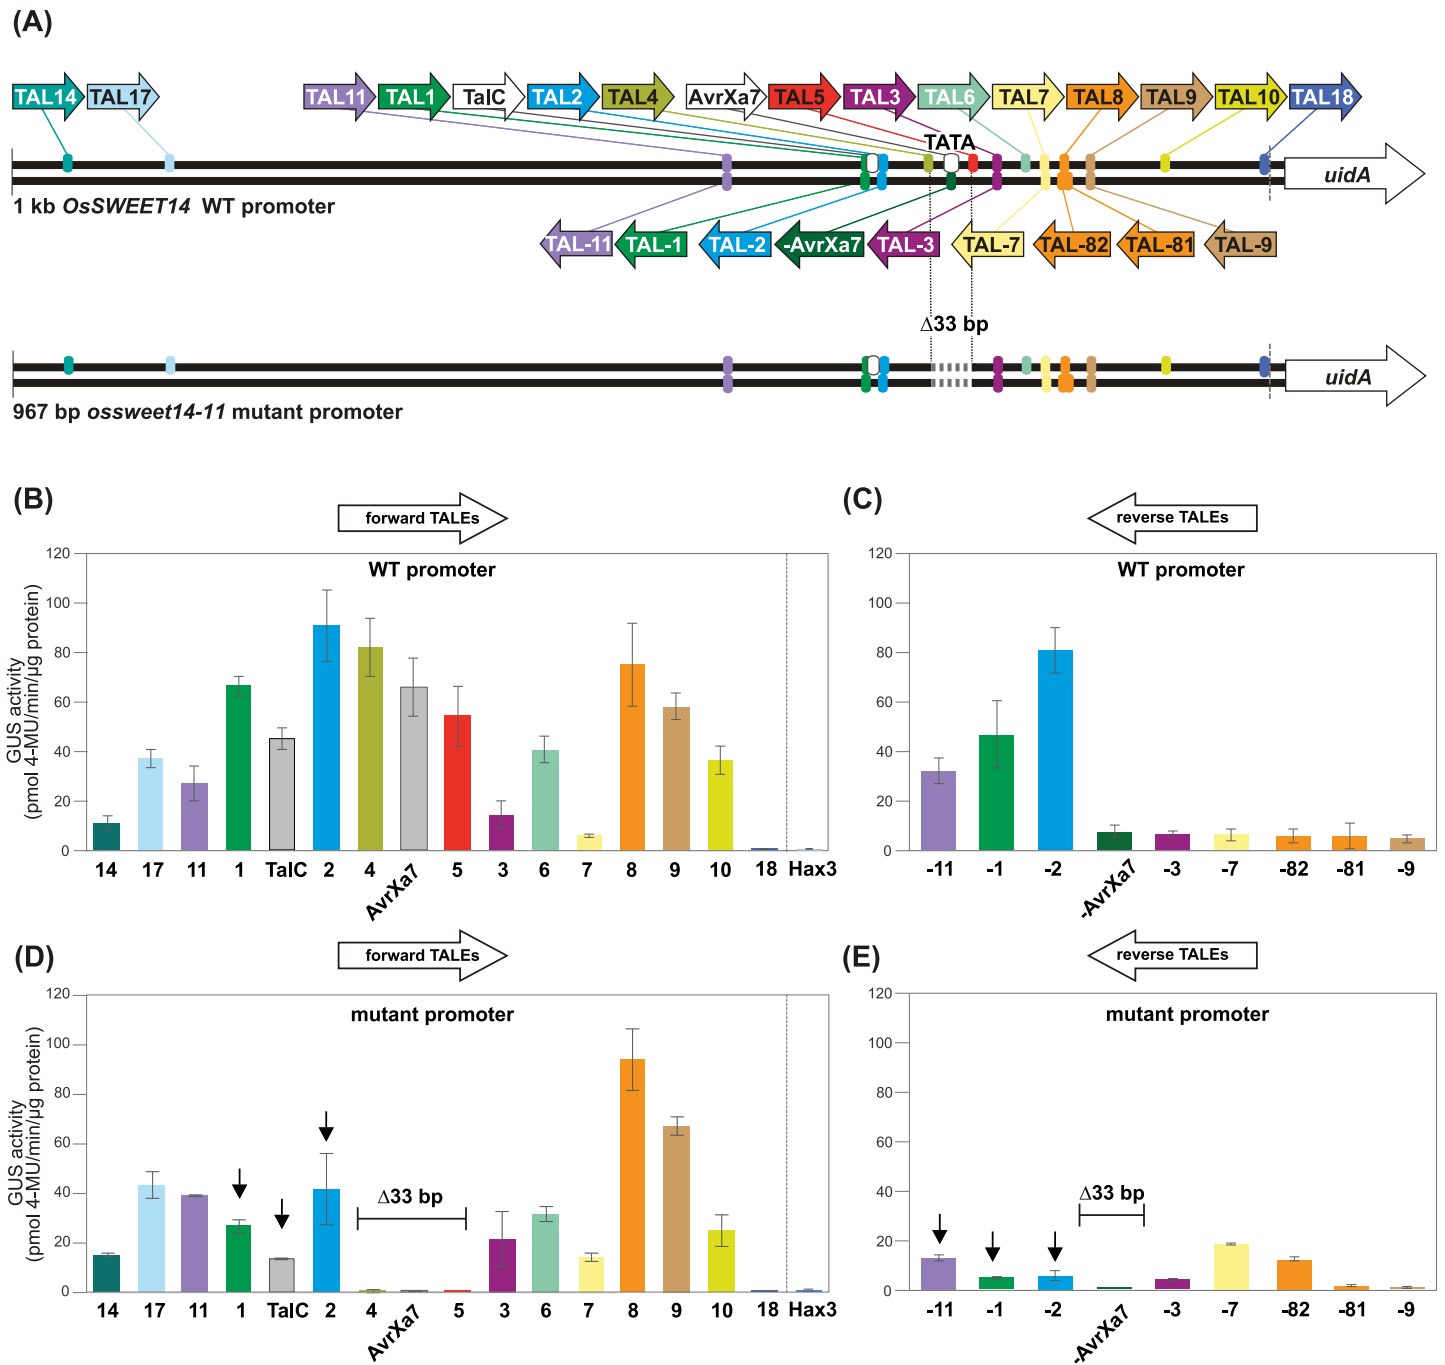 (A)
TAL14 TAL17 TAL11 TAL1 TalC TAL2 TAL4 AvrXa7 TAL5 TAL3 TAL6 TAL7 TAL8 TAL9 TAL10 TAL18
TATA
uidA
1 kb OsSWEET14 WT promoter
TAL-11 TAL-1 TAL-2 -AvrXa7 TAL-3 TAL-7 TAL-82 TAL-81 TAL-9
Δ33 bp
uidA
967 bp ossweet14-11 mutant promoter
(B)
forward TALEs
WT promoter
GUS activity
(pmol 4-MU/min/µg protein)
120
100
80
60
40
20
0
14 17 11 1 TalC 2 4 AvrXa7 5 3 6 7 8 9 10 18 Hax3
(C)
reverse TALEs
WT promoter
120
100
80
60
40
20
0
-11 -1 -2 -AvrXa7 -3 -7 -82 -81 -9
(D)
forward TALEs
mutant promoter
GUS activity
(pmol 4-MU/min/µg protein)
120
100
80
60
40
20
0
Δ33 bp
14 17 11 1 TalC 2 4 AvrXa7 5 3 6 7 8 9 10 18 Hax3
(E)
reverse TALEs
mutant promoter
120
100
80
60
40
20
0
Δ33 bp
-11 -1 -2 -AvrXa7 -3 -7 -82 -81 -9